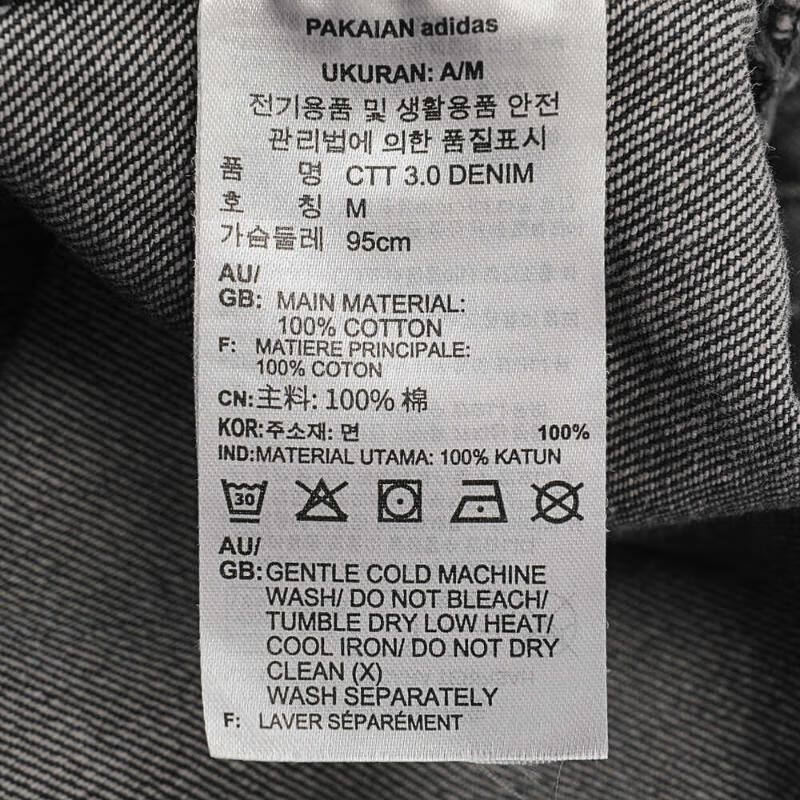 PAKAIAN adidas
UKURAN: A/M
전기용품 및 생활용품 안전
관리법에 의한 품질표시
품 명 CTT 3.0 DENIM
호 칭 M
가슴둘레 95cm
AU/
GB: MAIN MATERIAL:
100% COTTON
F: MATIERE PRINCIPALE:
100% COTON
CN:主料: 100% 棉
KOR:주소재: 면 100%
IND:MATERIAL UTAMA: 100% KATUN
30
AU/
GB:GENTLE COLD MACHINE
WASH/ DO NOT BLEACH/
TUMBLE DRY LOW HEAT/
COOL IRON/ DO NOT DRY
CLEAN (X)
WASH SEPARATELY
F: LAVER SÉPARÉMENT